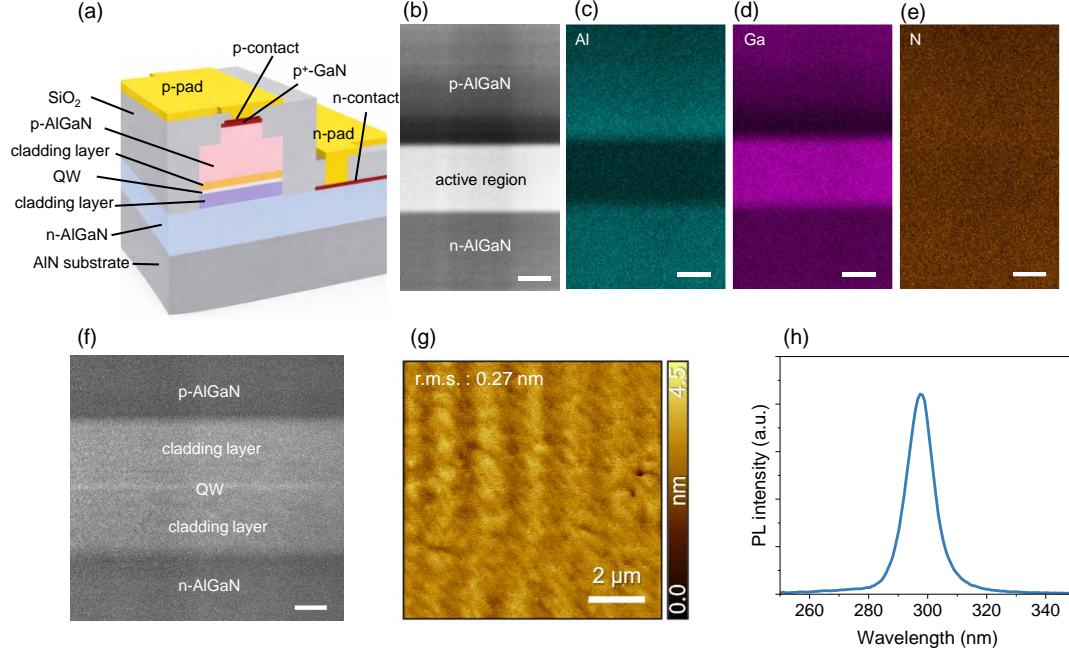 (a)
p-contact
p⁺-GaN
n-contact
p-pad
SiO₂
p-AlGaN
cladding layer
QW
cladding layer
n-AlGaN
AlN substrate
n-pad
(b)
p-AlGaN
active region
n-AlGaN
(c)
Al
(d)
Ga
(e)
N
(f)
p-AlGaN
cladding layer
QW
cladding layer
n-AlGaN
(g)
r.m.s. : 0.27 nm
2 µm
4.5
nm
0.0
(h)
PL intensity (a.u.)
260 280 300 320 340
Wavelength (nm)